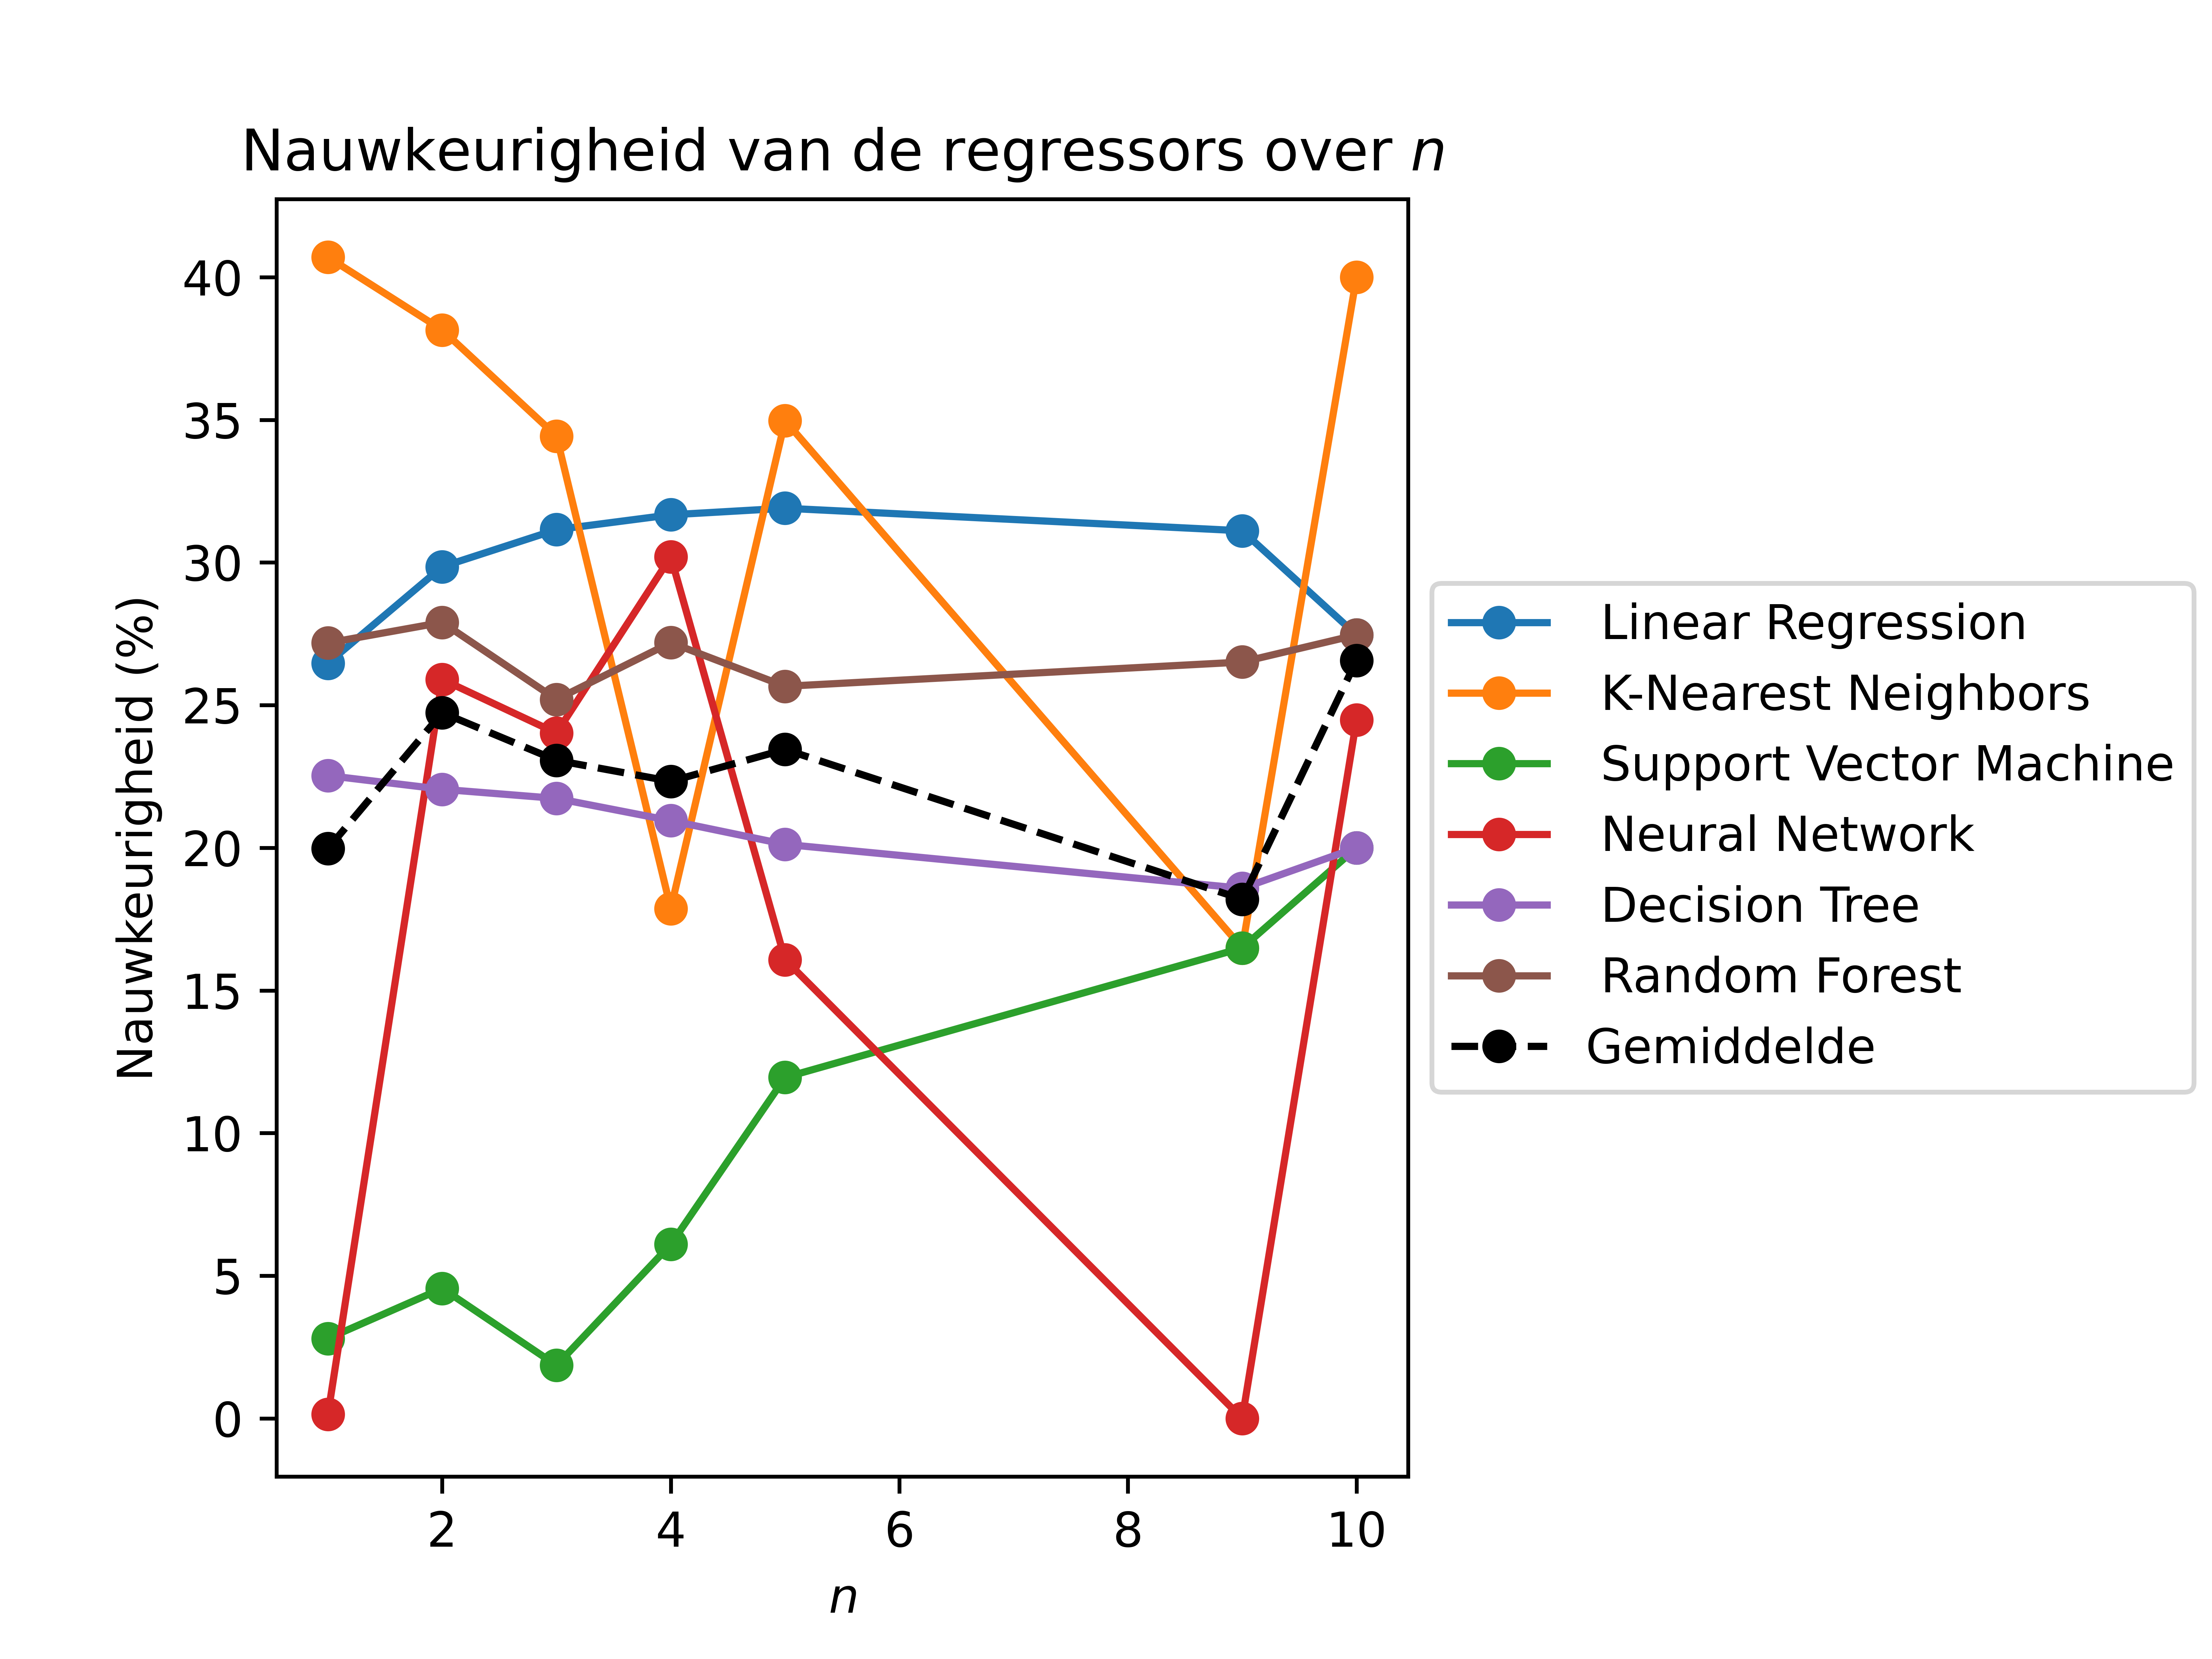 Nauwkeurigheid van de regressors over n
Nauwkeurigheid (%)
40
35
30
25
20
15
10
5
0
2
4
6
8
10
n
Linear Regression
K-Nearest Neighbors
Support Vector Machine
Neural Network
Decision Tree
Random Forest
Gemiddelde